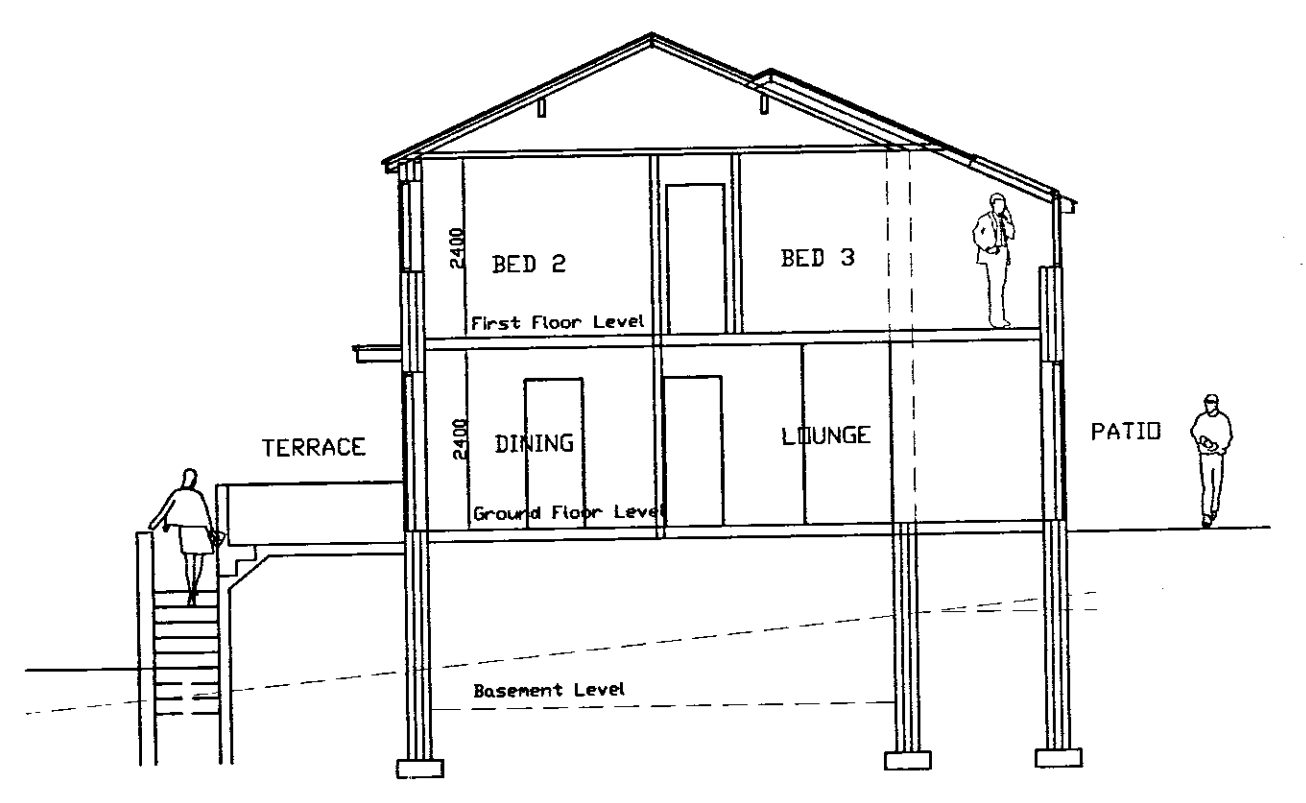 2400
BED 2
BED 3
First Floor Level
TERRACE
2400
DINING
LOUNGE
PATIO
Ground Floor Level
Basement Level